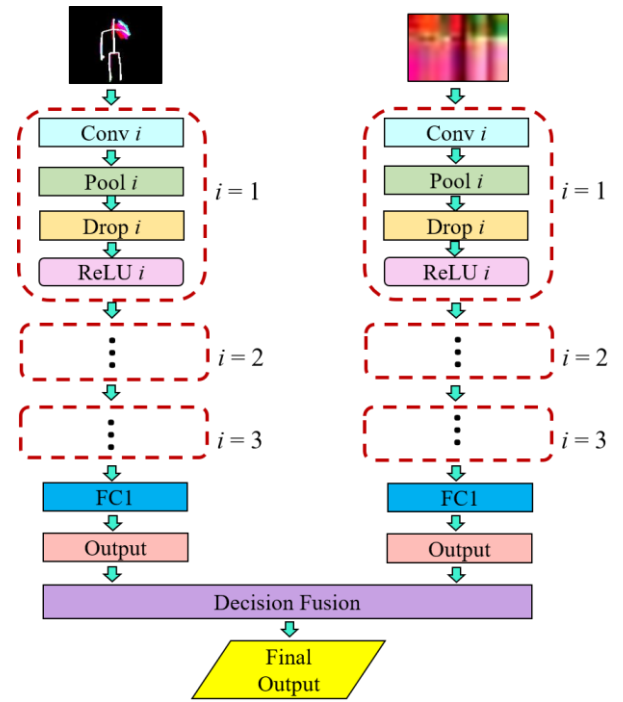 Conv i
Pool i
Drop i
ReLU i
i = 1
i = 2
i = 3
FC1
Output
Conv i
Pool i
Drop i
ReLU i
i = 1
i = 2
i = 3
FC1
Output
Decision Fusion
Final
Output